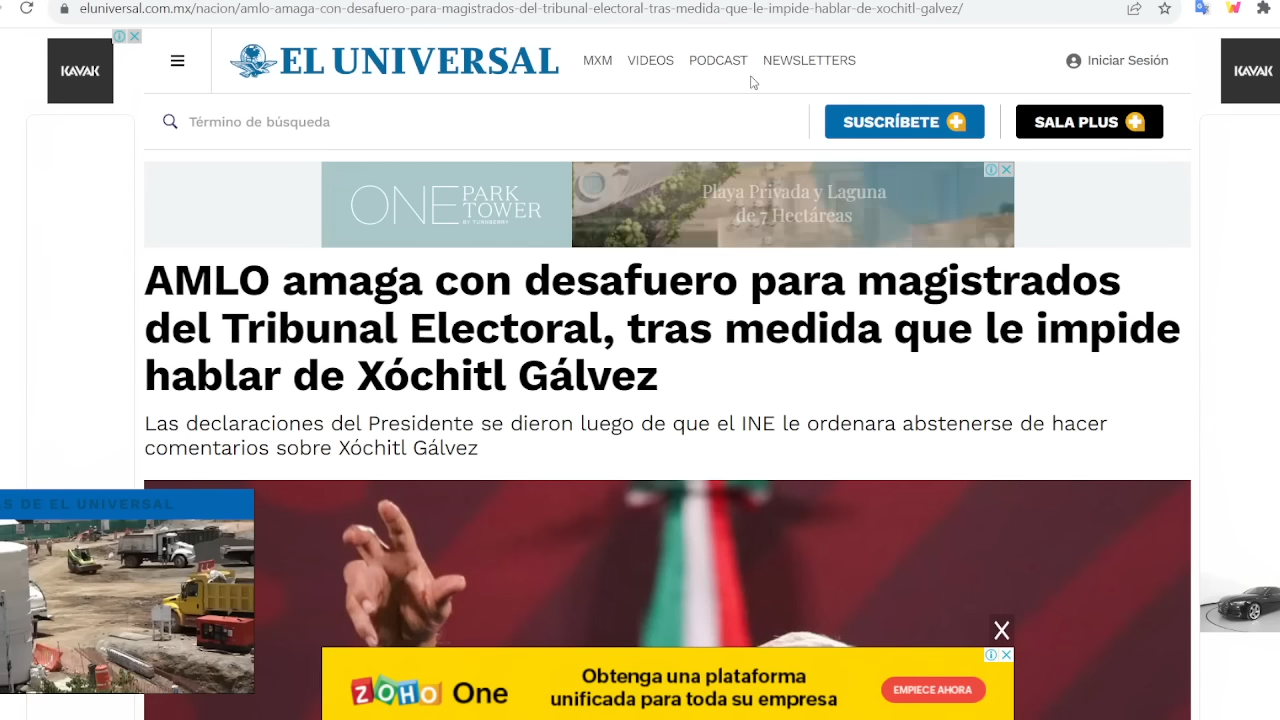 eluniversal.com.mx/nacion/amlo-amaga-con-desafuero-para-magistrados-del-tribunal-electoral-tras-medida-que-le-impide-hablar-de-xochitl-galvez/
KAVAK
EL UNIVERSAL
MXM VIDEOS PODCAST NEWSLETTERS
Iniciar Sesión
KAVAK
Término de búsqueda
SUSCRÍBETE
SALA PLUS
ONE PARK TOWER
BY TURNBERRY
Playa Privada y Laguna
de 7 Hectáreas
AMLO amaga con desafuero para magistrados
del Tribunal Electoral, tras medida que le impide
hablar de Xóchitl Gálvez
Las declaraciones del Presidente se dieron luego de que el INE le ordenara abstenerse de hacer
comentarios sobre Xóchitl Gálvez
S DE EL UNIVERSAL
X
ZOHO One
Obtenga una plataforma
unificada para toda su empresa
EMPIECE AHORA